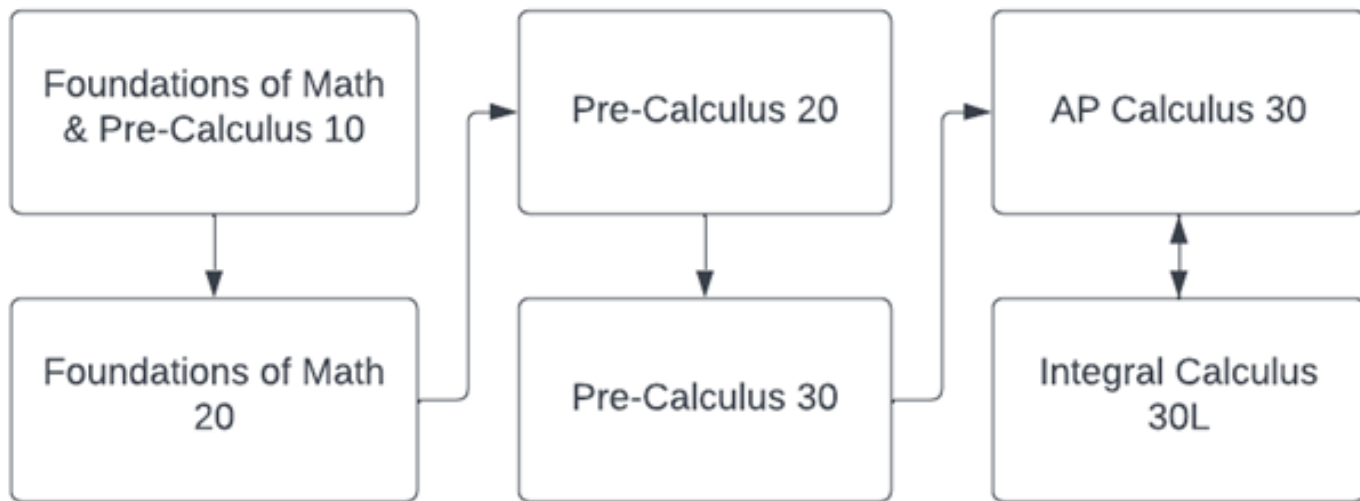 Foundations of Math
& Pre-Calculus 10
Foundations of Math
20
Pre-Calculus 20
Pre-Calculus 30
AP Calculus 30
Integral Calculus
30L